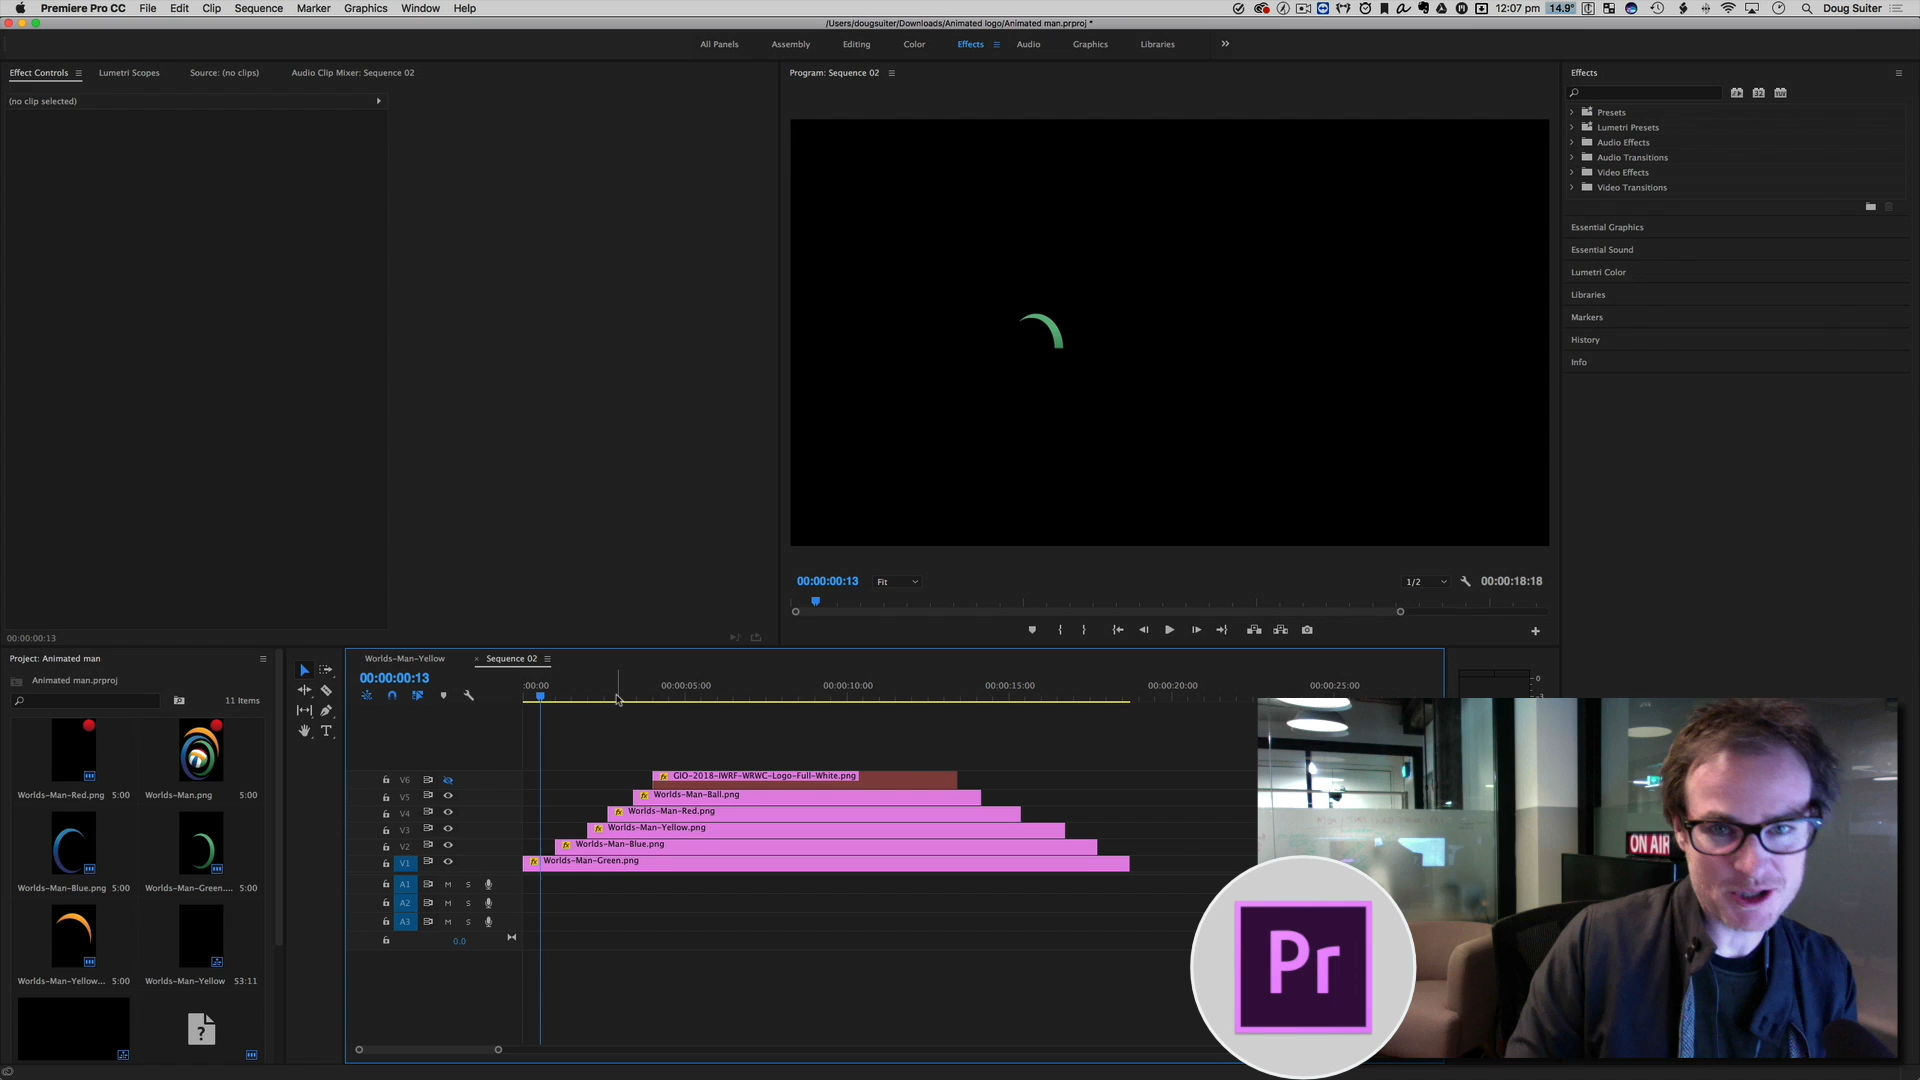 Premiere Pro CC File Edit Clip Sequence Marker Graphics Window Help 12:07 pm 14.9° Doug Suiter
/Users/dougsuiter/Downloads/Animated logo/Animated man.prproj *
All Panels Assembly Editing Color Effects Audio Graphics Libraries
Effect Controls Lumetri Scopes Source: (no clips) Audio Clip Mixer: Sequence 02
(no clip selected)
00:00:00:13
Program: Sequence 02
00:00:00:13 Fit 1/2 00:00:18:18
Effects
Presets
Lumetri Presets
Audio Effects
Audio Transitions
Video Effects
Video Transitions
Essential Graphics
Essential Sound
Lumetri Color
Libraries
Markers
History
Info
Project: Animated man
Animated man.prproj
11 Items
Worlds-Man-Red.png 5:00
Worlds-Man.png 5:00
Worlds-Man-Blue.png 5:00
Worlds-Man-Green.... 5:00
Worlds-Man-Yellow... 5:00
Worlds-Man-Yellow 53:11
Worlds-Man-Yellow × Sequence 02
00:00:00:13
:00:00 00:00:05:00 00:00:10:00 00:00:15:00 00:00:20:00 00:00:25:00
V6 fx GIO-2018-IWRF-WRWC-Logo-Full-White.png
V5 fx Worlds-Man-Ball.png
V4 fx Worlds-Man-Red.png
V3 fx Worlds-Man-Yellow.png
V2 fx Worlds-Man-Blue.png
V1 fx Worlds-Man-Green.png
A1 M S
A2 M S
A3 M S
0.0
0
ON AIR
Pr